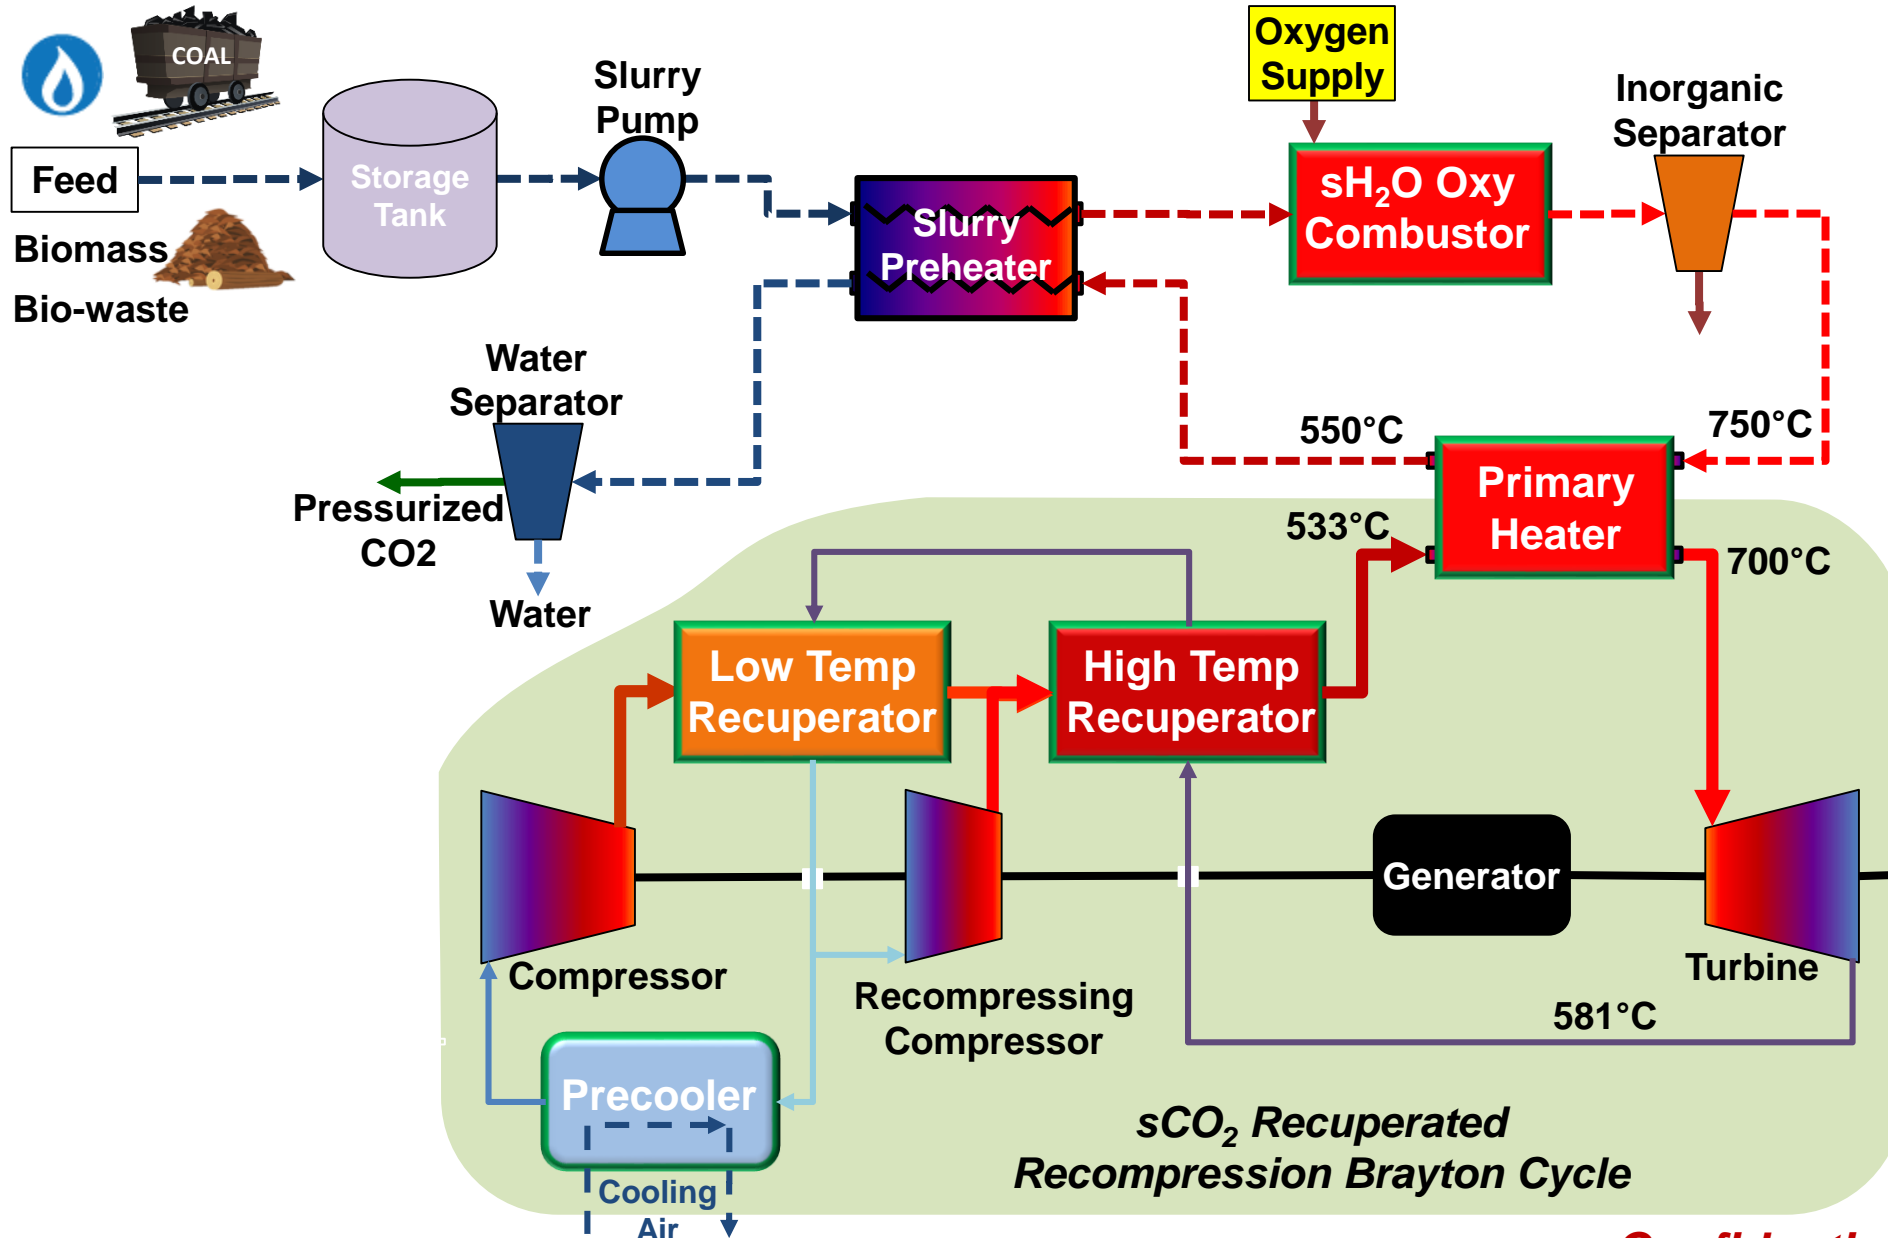 COAL
Feed
Biomass
Bio-waste
Storage
Tank
Slurry
Pump
Slurry
Preheater
Oxygen
Supply
sH₂O Oxy
Combustor
Inorganic
Separator
Water
Separator
Pressurized
CO2
Water
550°C
750°C
Primary
Heater
533°C
700°C
Low Temp
Recuperator
High Temp
Recuperator
Generator
Compressor
Recompressing
Compressor
Turbine
581°C
Precooler
Cooling
Air
sCO₂ Recuperated
Recompression Brayton Cycle